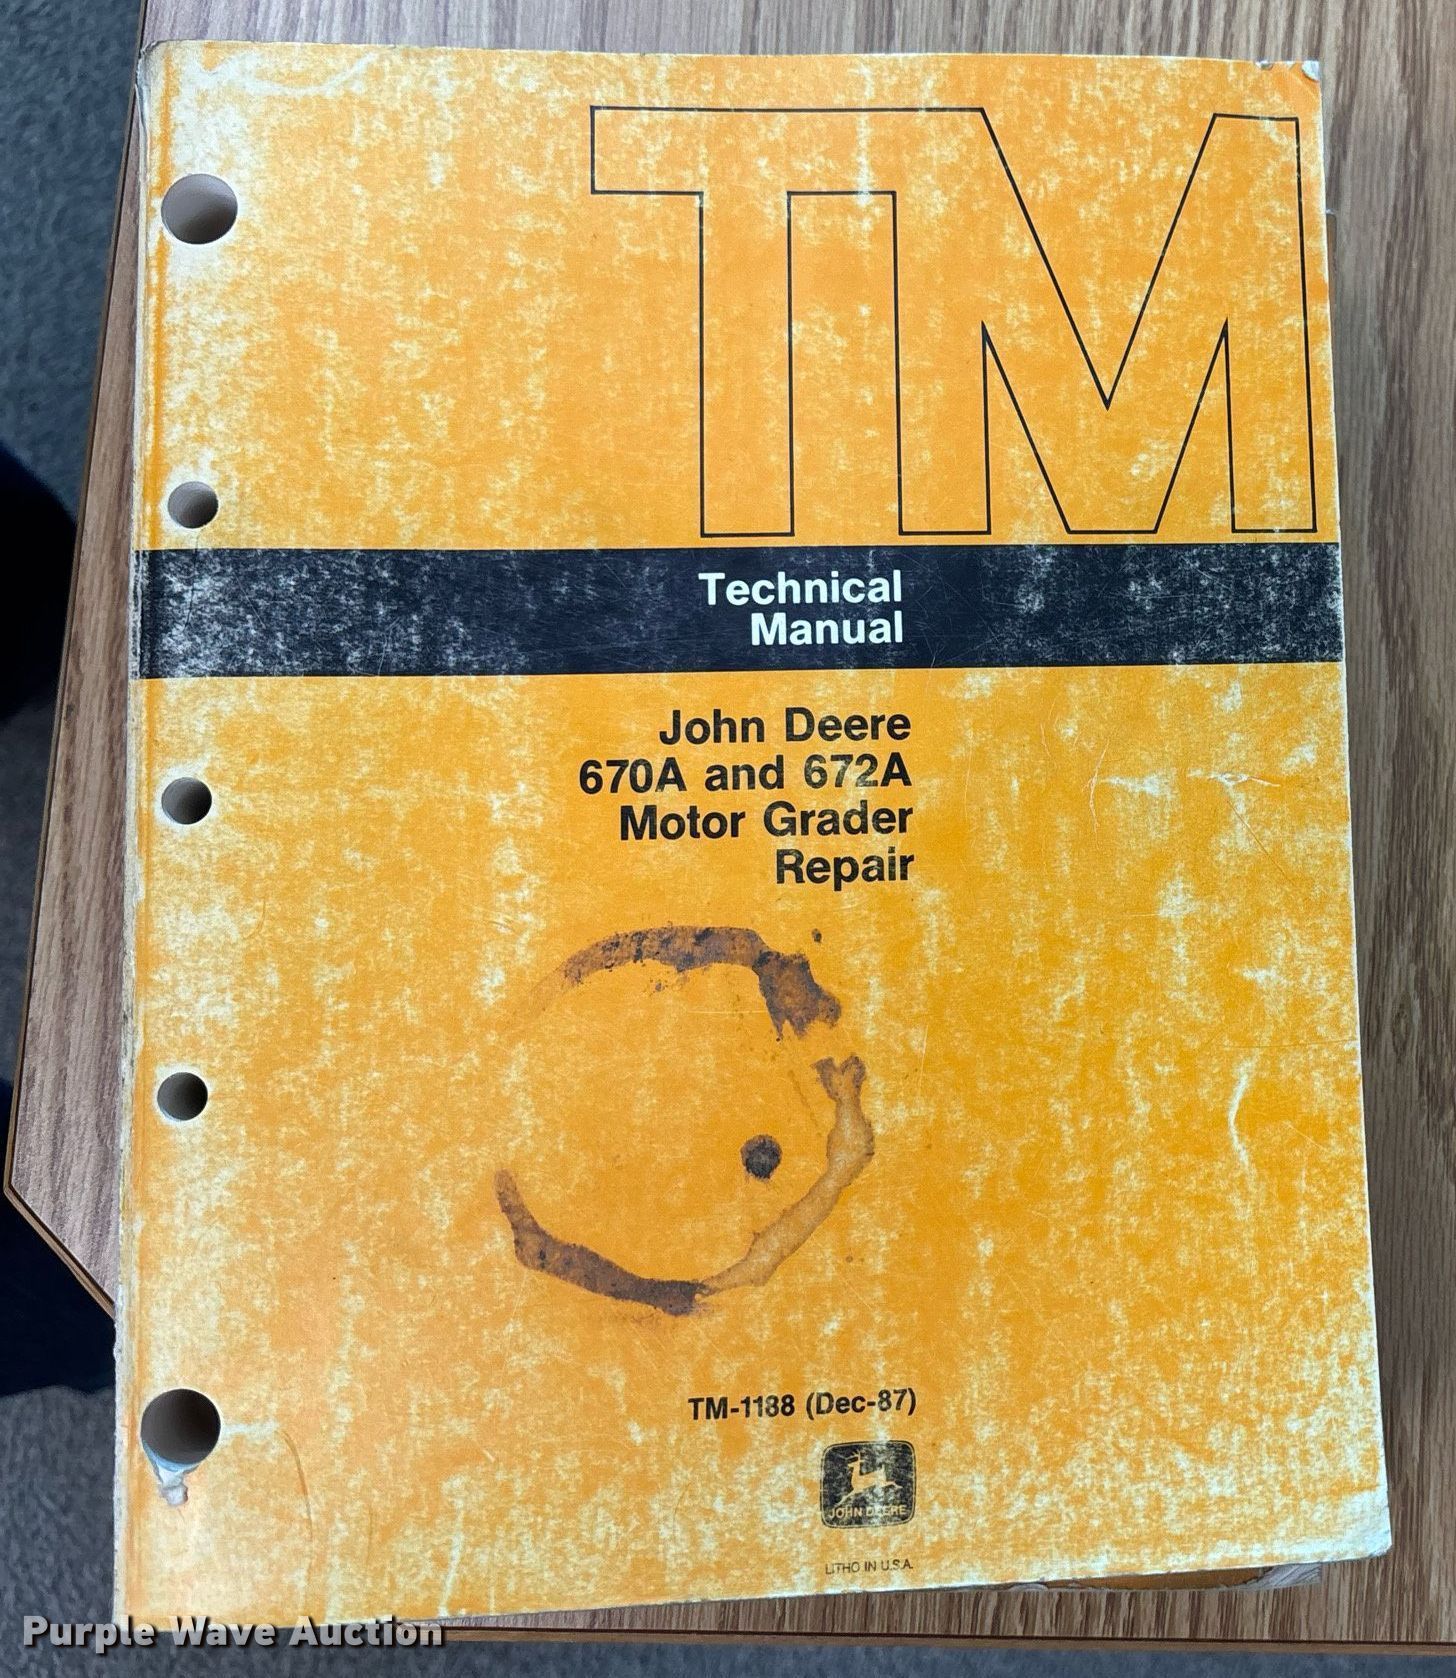 TM
Technical
Manual
John Deere
670A and 672A
Motor Grader
Repair
TM-1188 (Dec-87)
JOHN DEERE
LITHO IN U.S.A.
Purple Wave Auction